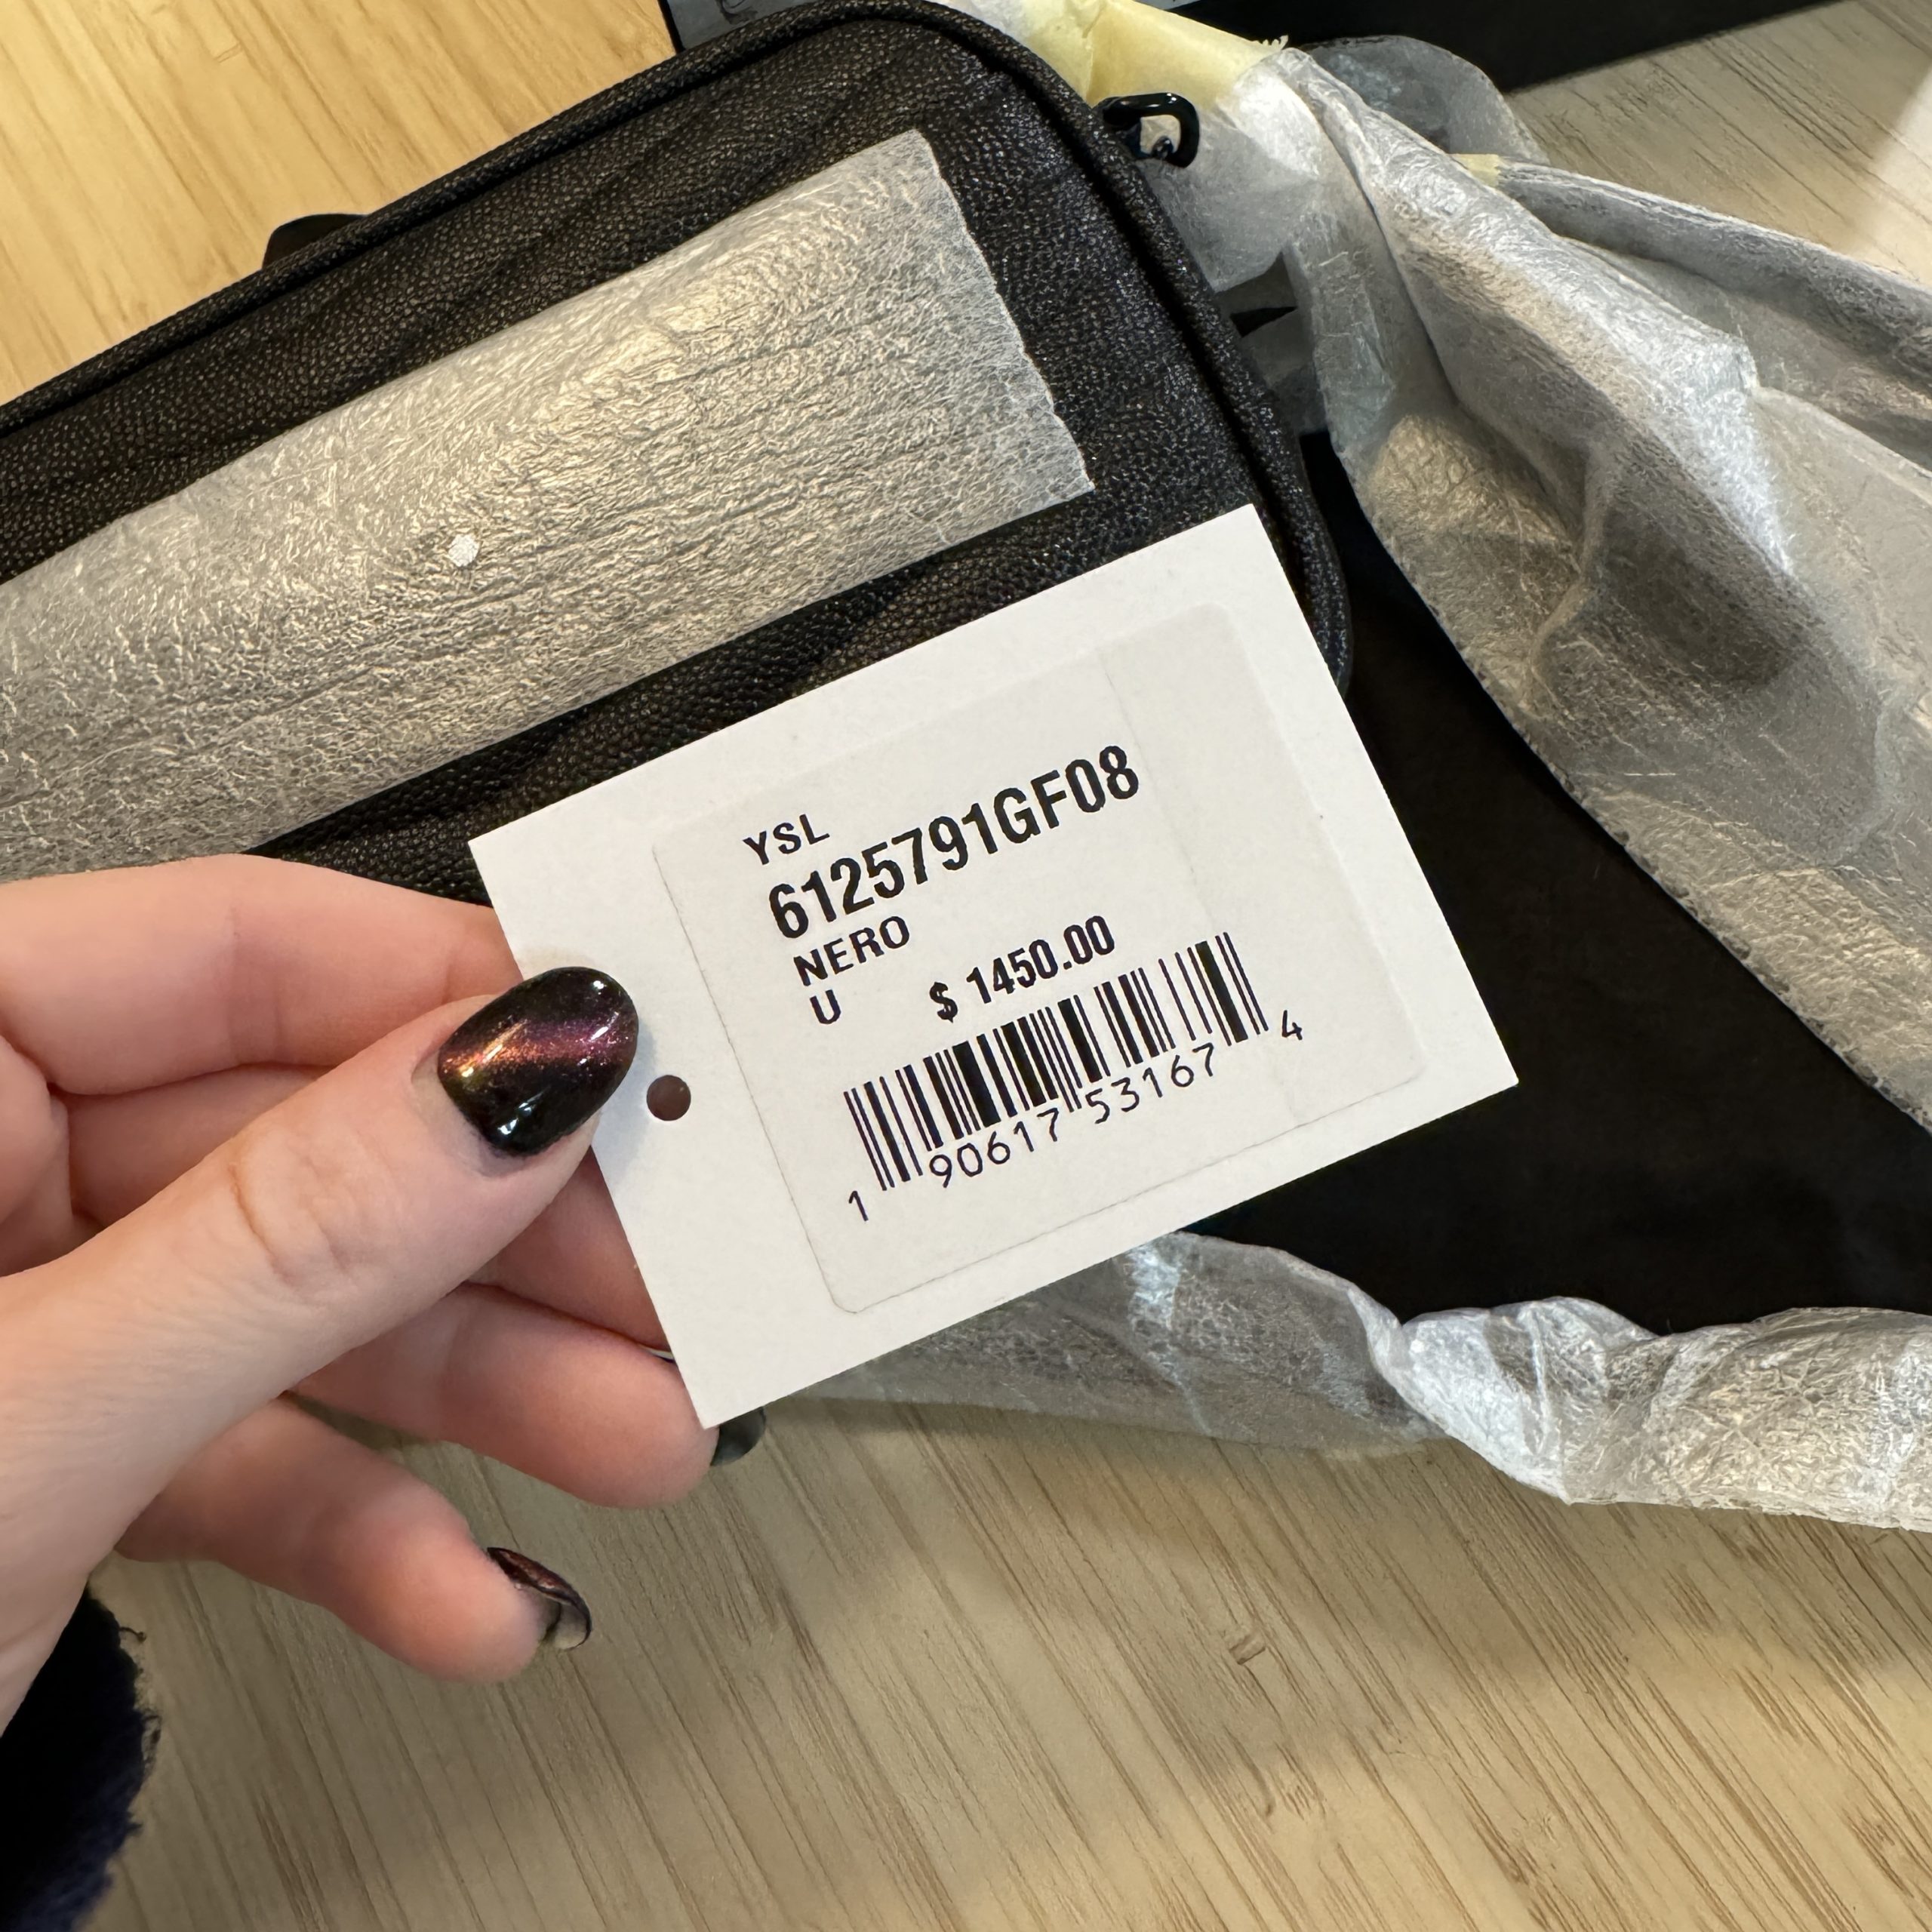 YSL
6125791GF08
NERO
U $ 1450.00
1 90617 53167 4